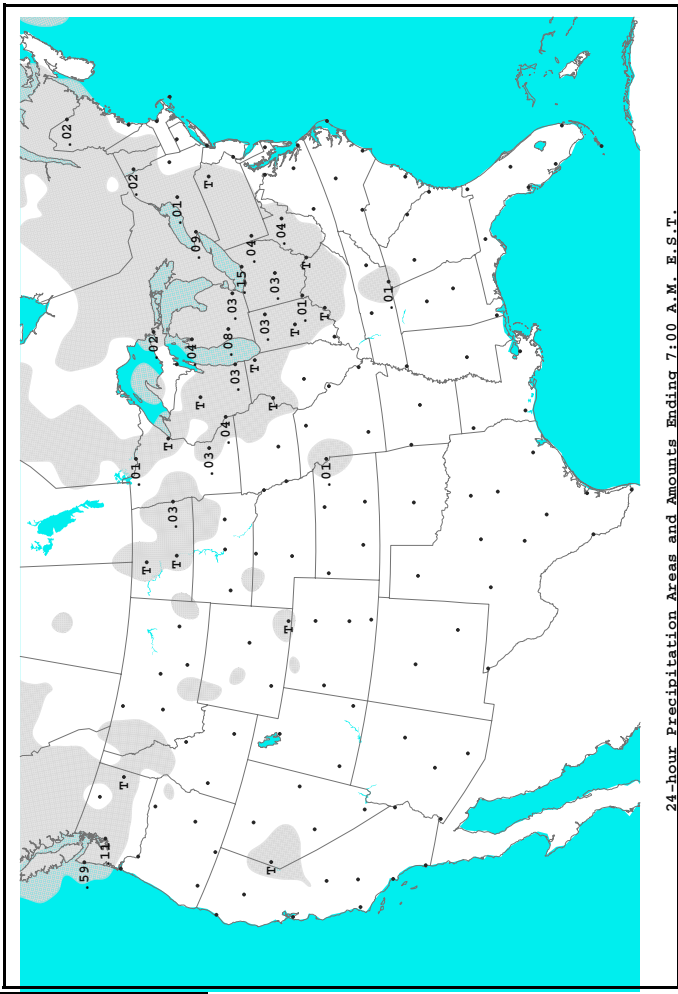 .02
.59
.11
T
.02
.01
T
.02
T
.03
T
.01
.04
.09
T
T
.03
.04
.08
.03
.03
.15
.04
T
.03
T
T
.03
.04
T
T
.01
T
T
.01
.01
24-hour Precipitation Areas and Amounts Ending 7:00 A.M. E.S.T.